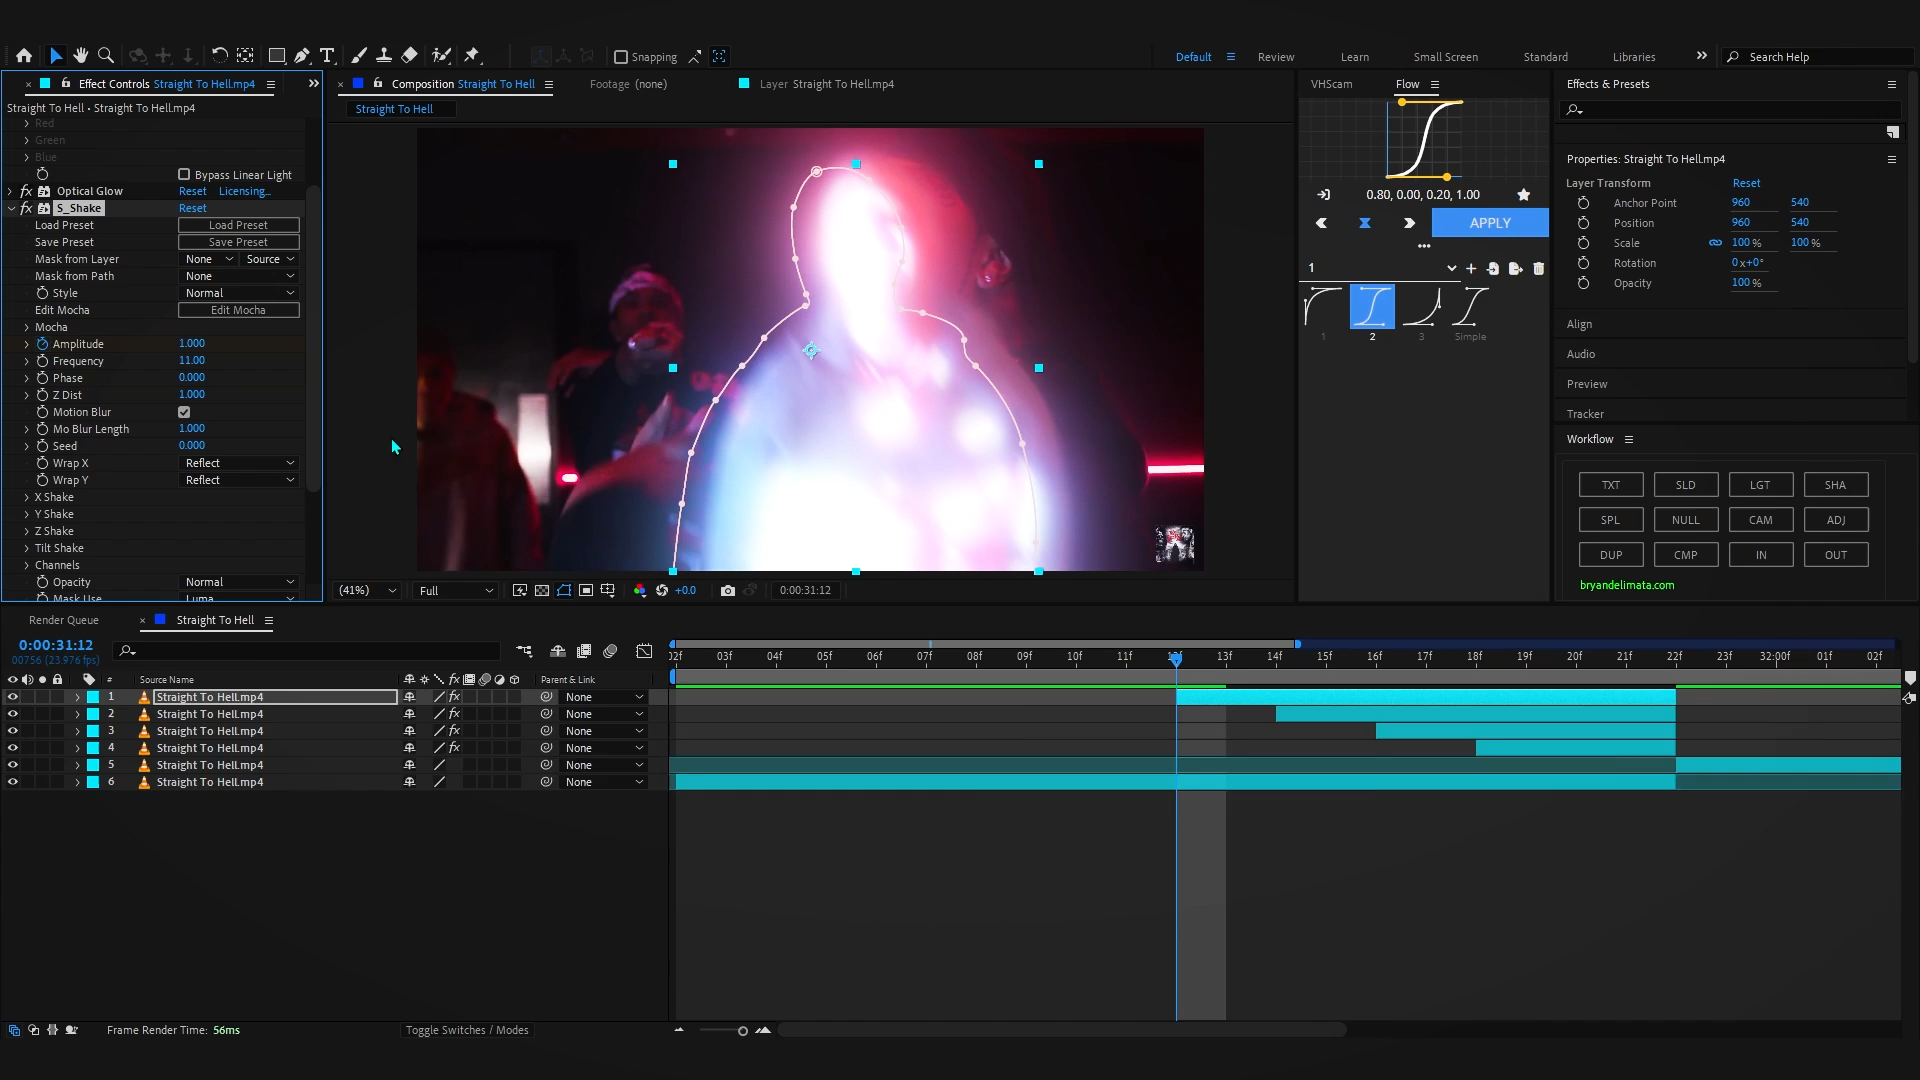 Snapping
Default
Review
Learn
Small Screen
Standard
Libraries
Search Help
Effect Controls Straight To Hell.mp4
Composition Straight To Hell
Footage (none)
Layer Straight To Hell.mp4
VHScam
Flow
Effects & Presets
Straight To Hell • Straight To Hell.mp4
Straight To Hell
Red
Green
Blue
Bypass Linear Light
fx Optical Glow Reset Licensing...
fx S_Shake Reset
Load Preset Load Preset
Save Preset Save Preset
Mask from Layer None Source
Mask from Path None
Style Normal
Edit Mocha Edit Mocha
Mocha
Amplitude 1.000
Frequency 11.00
Phase 0.000
Z Dist 1.000
Motion Blur
Mo Blur Length 1.000
Seed 0.000
Wrap X Reflect
Wrap Y Reflect
X Shake
Y Shake
Z Shake
Tilt Shake
Channels
Opacity Normal
Mask Use Luma
(41%)
Full
+0.0
0:00:31:12
0.80, 0.00, 0.20, 1.00
APPLY
1
1
2
3
Simple
Properties: Straight To Hell.mp4
Layer Transform Reset
Anchor Point 960 540
Position 960 540
Scale 100 % 100 %
Rotation 0x+0°
Opacity 100 %
Align
Audio
Preview
Tracker
Workflow
TXT SLD LGT SHA
SPL NULL CAM ADJ
DUP CMP IN OUT
bryandelimata.com
Render Queue
Straight To Hell
0:00:31:12
00756 (23.976 fps)
02f 03f 04f 05f 06f 07f 08f 09f 10f 11f 12f 13f 14f 15f 16f 17f 18f 19f 20f 21f 22f 23f 32:00f 01f 02f
# Source Name fx Parent & Link
1 Straight To Hell.mp4 fx None
2 Straight To Hell.mp4 fx None
3 Straight To Hell.mp4 fx None
4 Straight To Hell.mp4 fx None
5 Straight To Hell.mp4 None
6 Straight To Hell.mp4 None
Frame Render Time: 56ms
Toggle Switches / Modes